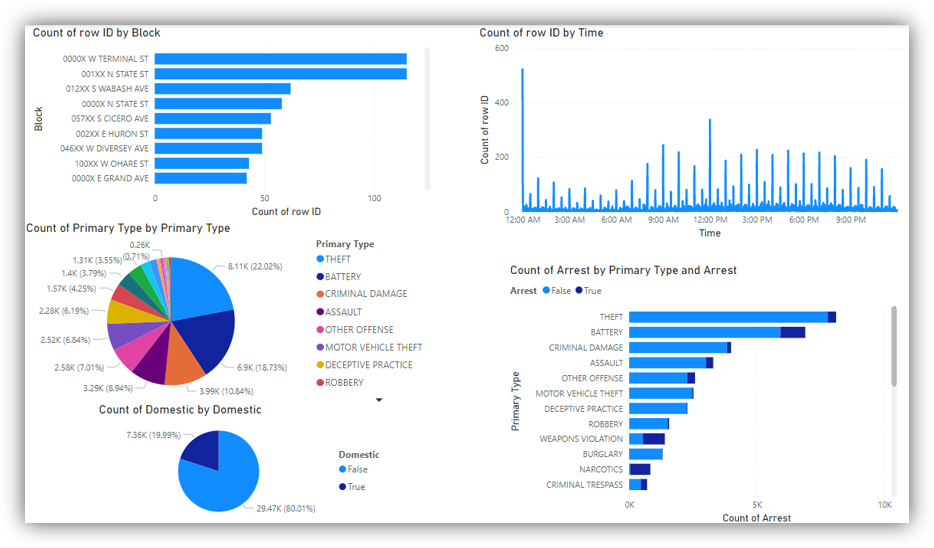 Count of row ID by Block
Block
0000X W TERMINAL ST
001XX N STATE ST
012XX S WABASH AVE
0000X N STATE ST
057XX S CICERO AVE
002XX E HURON ST
046XX W DIVERSEY AVE
100XX W OHARE ST
0000X E GRAND AVE
0 50 100
Count of row ID
Count of row ID by Time
Count of row ID
600
400
200
0
12:00 AM 3:00 AM 6:00 AM 9:00 AM 12:00 PM 3:00 PM 6:00 PM 9:00 PM
Time
Count of Primary Type by Primary Type
0.26K
(0.71%)
1.31K (3.55%)
1.4K (3.79%)
1.57K (4.25%)
2.28K (6.19%)
2.52K (6.84%)
2.58K (7.01%)
3.29K (8.94%)
3.99K (10.84%)
6.9K (18.73%)
8.11K (22.02%)
Primary Type
THEFT
BATTERY
CRIMINAL DAMAGE
ASSAULT
OTHER OFFENSE
MOTOR VEHICLE THEFT
DECEPTIVE PRACTICE
ROBBERY
Count of Domestic by Domestic
7.36K (19.99%)
29.47K (80.01%)
Domestic
False
True
Count of Arrest by Primary Type and Arrest
Arrest False True
Primary Type
THEFT
BATTERY
CRIMINAL DAMAGE
ASSAULT
OTHER OFFENSE
MOTOR VEHICLE THEFT
DECEPTIVE PRACTICE
ROBBERY
WEAPONS VIOLATION
BURGLARY
NARCOTICS
CRIMINAL TRESPASS
0K 5K 10K
Count of Arrest